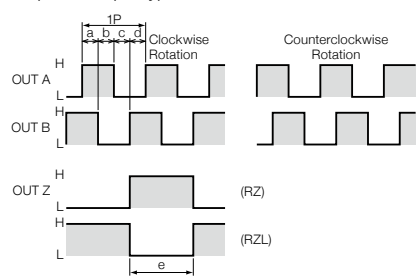 1P
a b c d
Clockwise
Rotation
Counterclockwise
Rotation
H
OUT A
L
H
OUT B
L
H
OUT Z
(RZ)
L
H
(RZL)
L
e